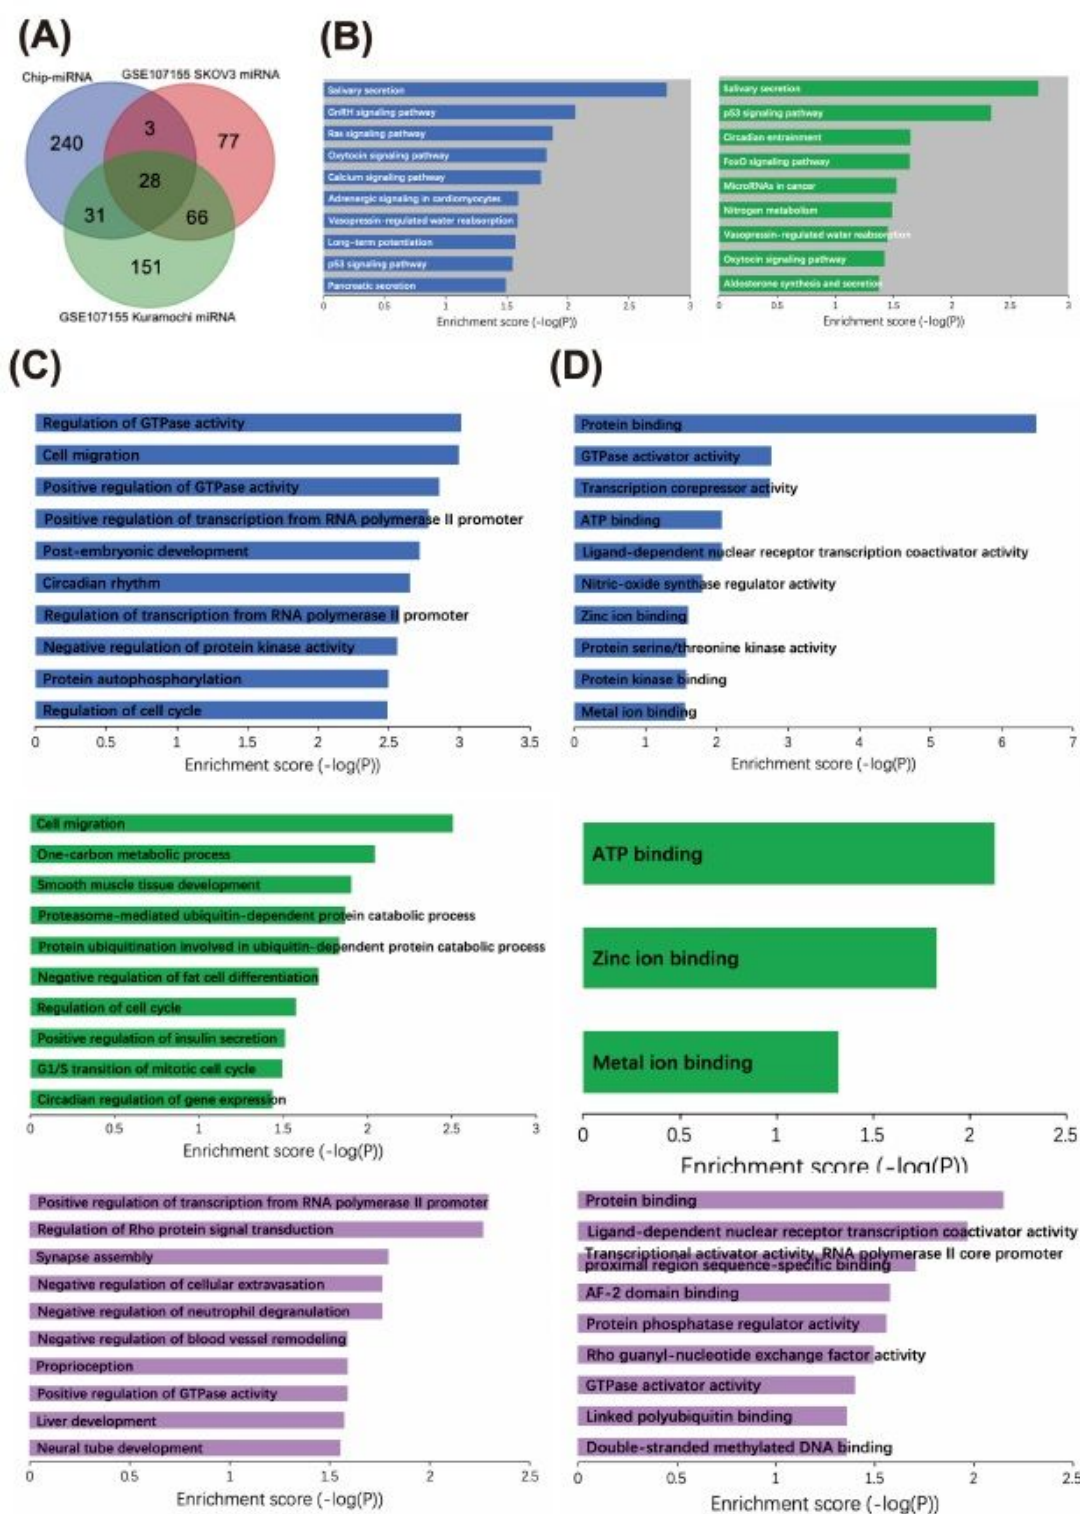 (A)
Chip-miRNA
GSE107155 SKOV3 miRNA
240
3
77
28
31
66
151
GSE107155 Kuramochi miRNA
(B)
Salivary secretion
GnRH signaling pathway
Ras signaling pathway
Oxytocin signaling pathway
Calcium signaling pathway
Adrenergic signaling in cardiomyocytes
Vasopressin-regulated water reabsorption
Long-term potentiation
p53 signaling pathway
Pancreatic secretion
0 0.5 1 1.5 2 2.5 3
Enrichment score (-log(P))
Salivary secretion
p53 signaling pathway
Circadian entrainment
FoxO signaling pathway
MicroRNAs in cancer
Nitrogen metabolism
Vasopressin-regulated water reabsorption
Oxytocin signaling pathway
Aldosterone synthesis and secretion
0 0.5 1 1.5 2 2.5 3
Enrichment score (-log(P))
(C)
Regulation of GTPase activity
Cell migration
Positive regulation of GTPase activity
Positive regulation of transcription from RNA polymerase II promoter
Post-embryonic development
Circadian rhythm
Regulation of transcription from RNA polymerase II promoter
Negative regulation of protein kinase activity
Protein autophosphorylation
Regulation of cell cycle
0 0.5 1 1.5 2 2.5 3 3.5
Enrichment score (-log(P))
Cell migration
One-carbon metabolic process
Smooth muscle tissue development
Proteasome-mediated ubiquitin-dependent protein catabolic process
Protein ubiquitination involved in ubiquitin-dependent protein catabolic process
Negative regulation of fat cell differentiation
Regulation of cell cycle
Positive regulation of insulin secretion
G1/S transition of mitotic cell cycle
Circadian regulation of gene expression
0 0.5 1 1.5 2 2.5 3
Enrichment score (-log(P))
Positive regulation of transcription from RNA polymerase II promoter
Regulation of Rho protein signal transduction
Synapse assembly
Negative regulation of cellular extravasation
Negative regulation of neutrophil degranulation
Negative regulation of blood vessel remodeling
Proprioception
Positive regulation of GTPase activity
Liver development
Neural tube development
0 0.5 1 1.5 2 2.5
Enrichment score (-log(P))
(D)
Protein binding
GTPase activator activity
Transcription corepressor activity
ATP binding
Ligand-dependent nuclear receptor transcription coactivator activity
Nitric-oxide synthase regulator activity
Zinc ion binding
Protein serine/threonine kinase activity
Protein kinase binding
Metal ion binding
0 1 2 3 4 5 6 7
Enrichment score (-log(P))
ATP binding
Zinc ion binding
Metal ion binding
0 0.5 1 1.5 2 2.5
Enrichment score (-log(P))
Protein binding
Ligand-dependent nuclear receptor transcription coactivator activity
Transcriptional activator activity, RNA polymerase II core promoter
proximal region sequence-specific binding
AF-2 domain binding
Protein phosphatase regulator activity
Rho guanyl-nucleotide exchange factor activity
GTPase activator activity
Linked polyubiquitin binding
Double-stranded methylated DNA binding
0 0.5 1 1.5 2 2.5
Enrichment score (-log(P))